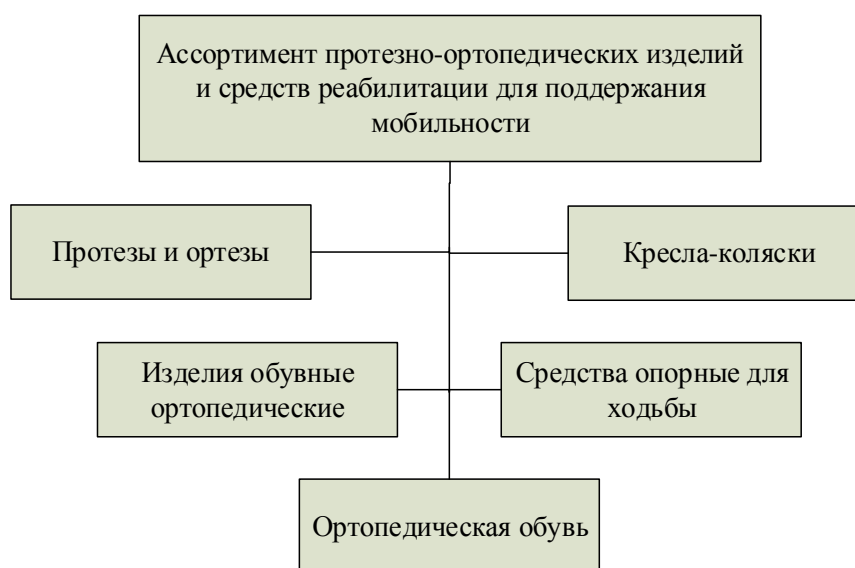 Ассортимент протезно-ортопедических изделий
и средств реабилитации для поддержания
мобильности
Протезы и ортезы
Кресла-коляски
Изделия обувные
ортопедические
Средства опорные для
ходьбы
Ортопедическая обувь